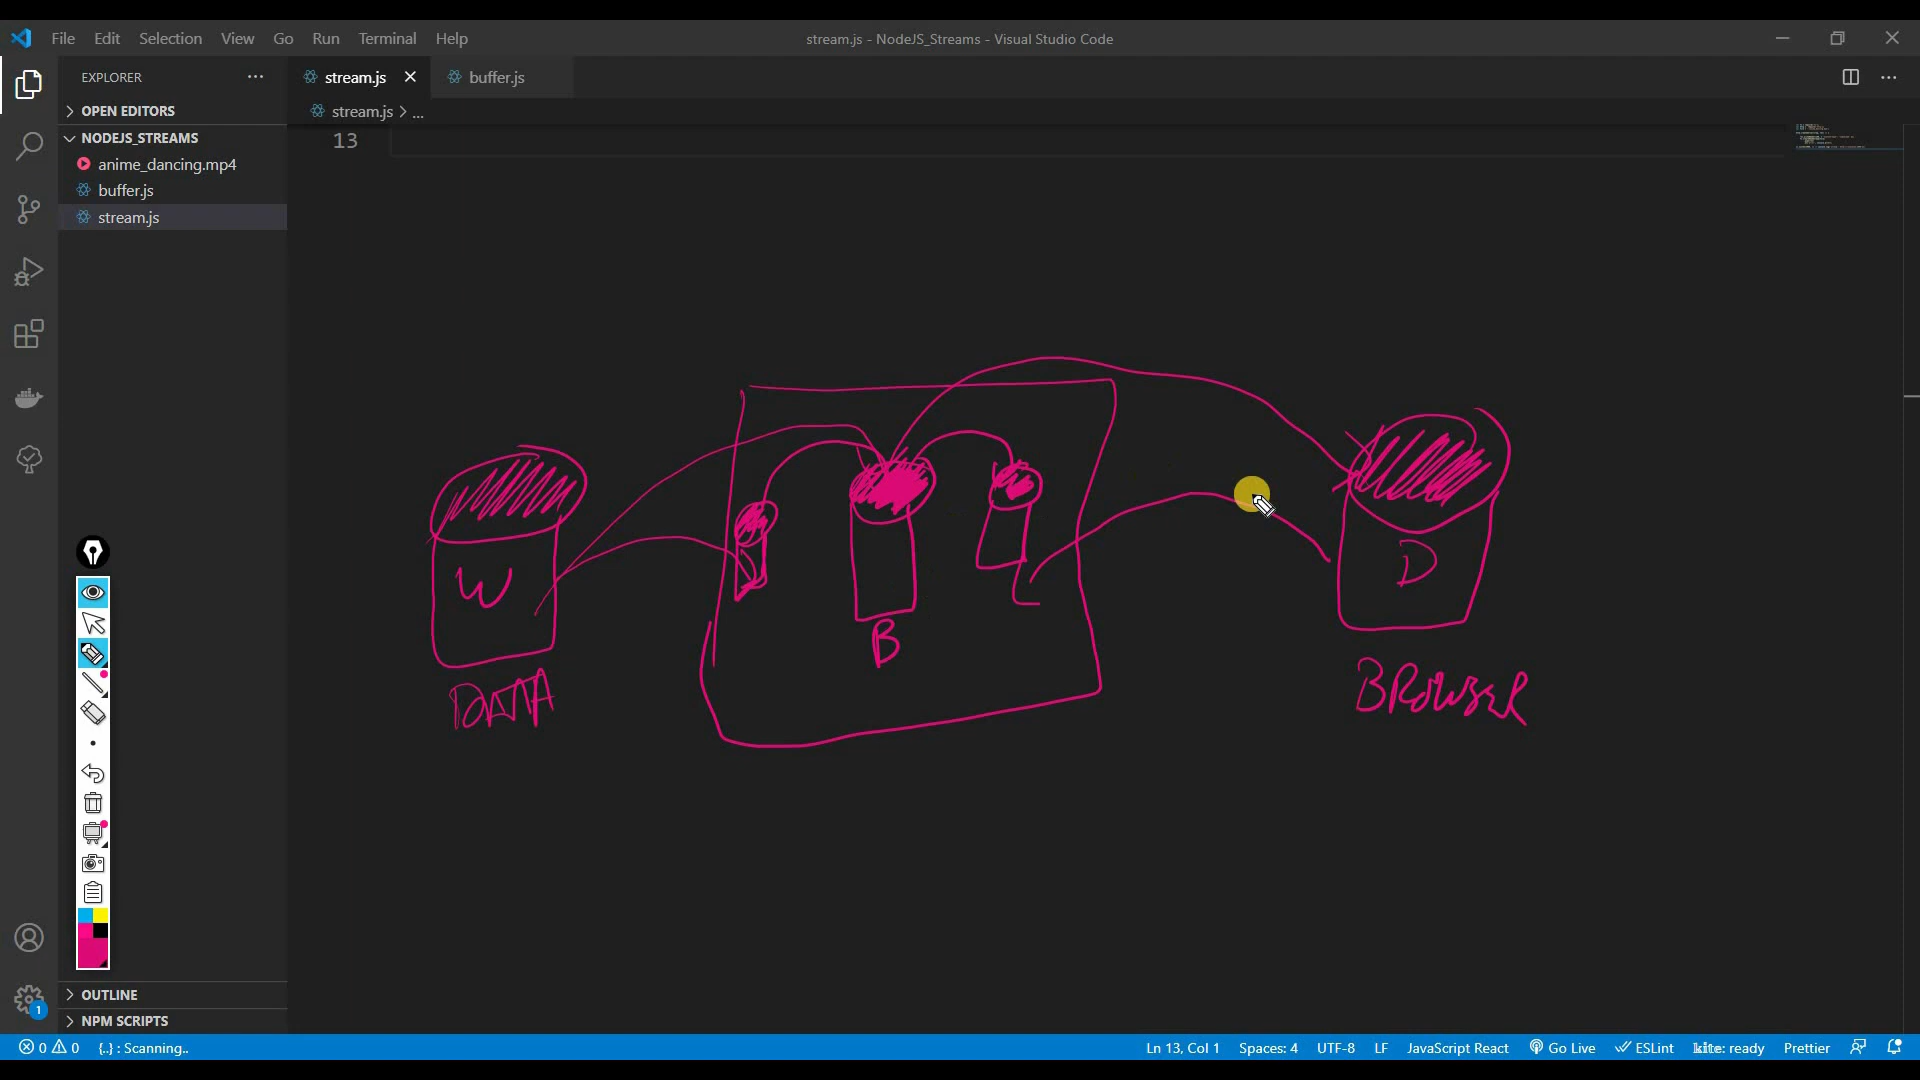 File Edit Selection View Go Run Terminal Help
stream.js - NodeJS_Streams - Visual Studio Code
EXPLORER
stream.js
buffer.js
OPEN EDITORS
stream.js > ...
NODEJS_STREAMS
13
anime_dancing.mp4
buffer.js
stream.js
W
D
B
DATA
BROWSER
OUTLINE
NPM SCRIPTS
1
0 0 {..} : Scanning.. Ln 13, Col 1 Spaces: 4 UTF-8 LF JavaScript React Go Live ESLint kite: ready Prettier